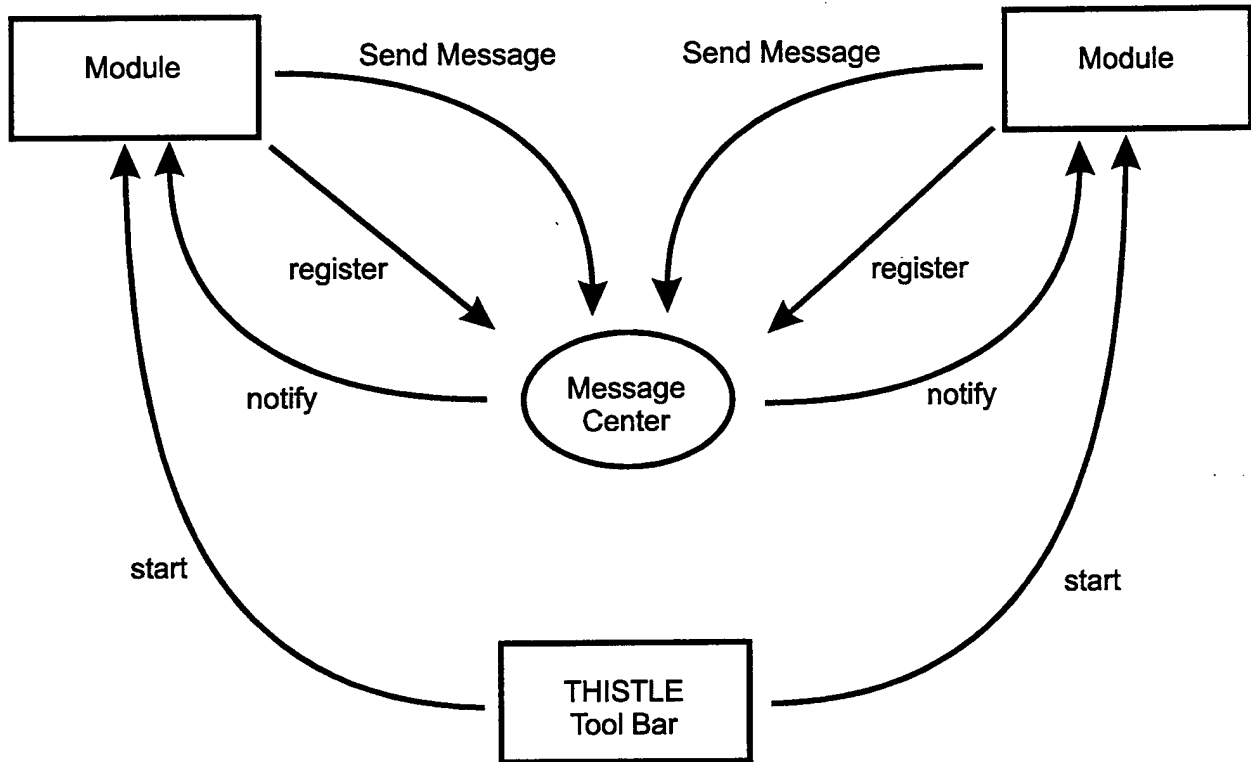 Module
Send Message
Send Message
Module
register
register
notify
Message
Center
notify
start
start
THISTLE
Tool Bar